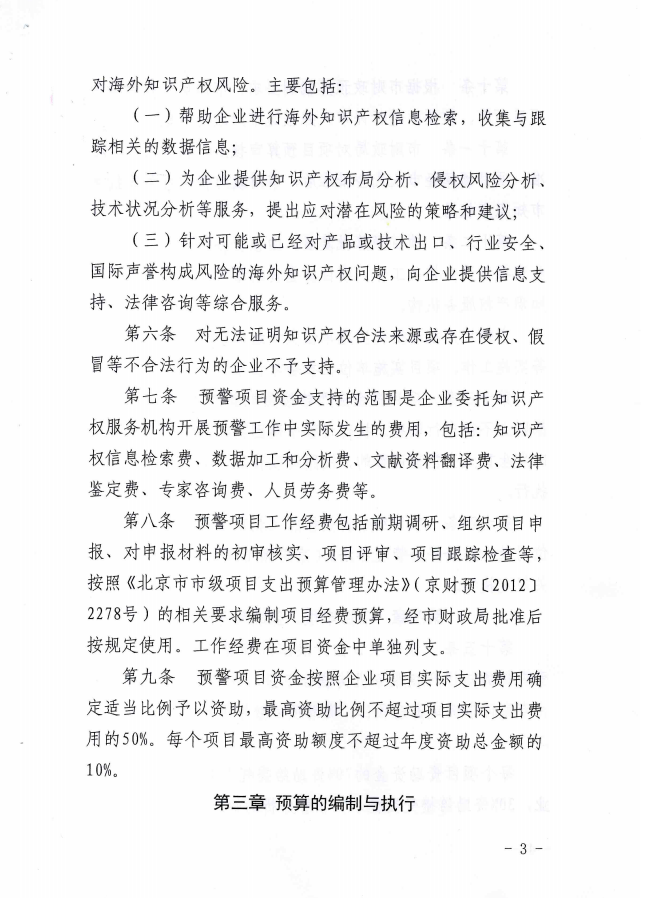 对海外知识产权风险。主要包括：
（一）帮助企业进行海外知识产权信息检索，收集与跟
踪相关的数据信息；
（二）为企业提供知识产权布局分析、侵权风险分析、
技术状况分析等服务，提出应对潜在风险的策略和建议；
（三）针对可能或已经对产品或技术出口、行业安全、
国际声誉构成风险的海外知识产权问题，向企业提供信息支
持、法律咨询等综合服务。
第六条 对无法证明知识产权合法来源或存在侵权、假
冒等不合法行为的企业不予支持。
第七条 预警项目资金支持的范围是企业委托知识产
权服务机构开展预警工作中实际发生的费用，包括：知识产
权信息检索费、数据加工和分析费、文献资料翻译费、法律
鉴定费、专家咨询费、人员劳务费等。
第八条 预警项目工作经费包括前期调研、组织项目申
报、对申报材料的初审核实、项目评审、项目跟踪检查等，
按照《北京市市级项目支出预算管理办法》（京财预〔2012〕
2278号）的相关要求编制项目经费预算，经市财政局批准后
按规定使用。工作经费在项目资金中单独列支。
第九条 预警项目资金按照企业项目实际支出费用确
定适当比例予以资助，最高资助比例不超过项目实际支出费
用的50%。每个项目最高资助额度不超过年度资助总金额的
10%。
第三章 预算的编制与执行
- 3 -